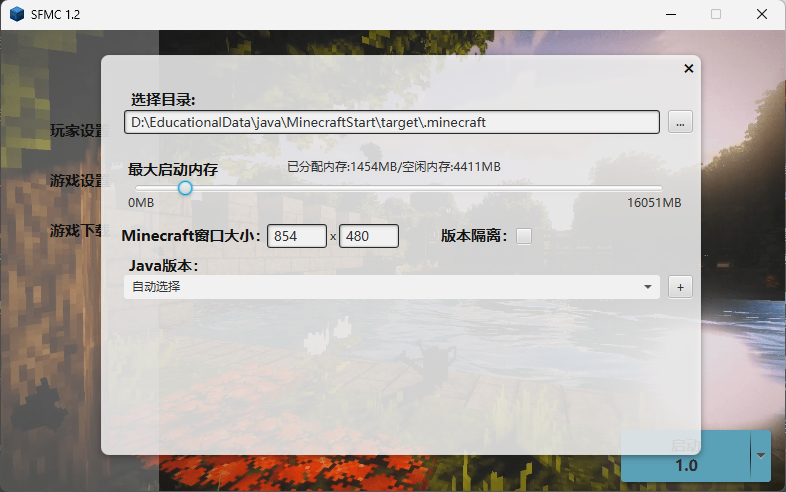 SFMC 1.2
选择目录:
D:\EducationalData\java\MinecraftStart\target\.minecraft
...
玩家设置
最大启动内存
已分配内存:1454MB/空闲内存:4411MB
游戏设置
0MB
16051MB
游戏下载
Minecraft窗口大小: 854 x 480
版本隔离:
Java版本:
自动选择
+
启动
1.0